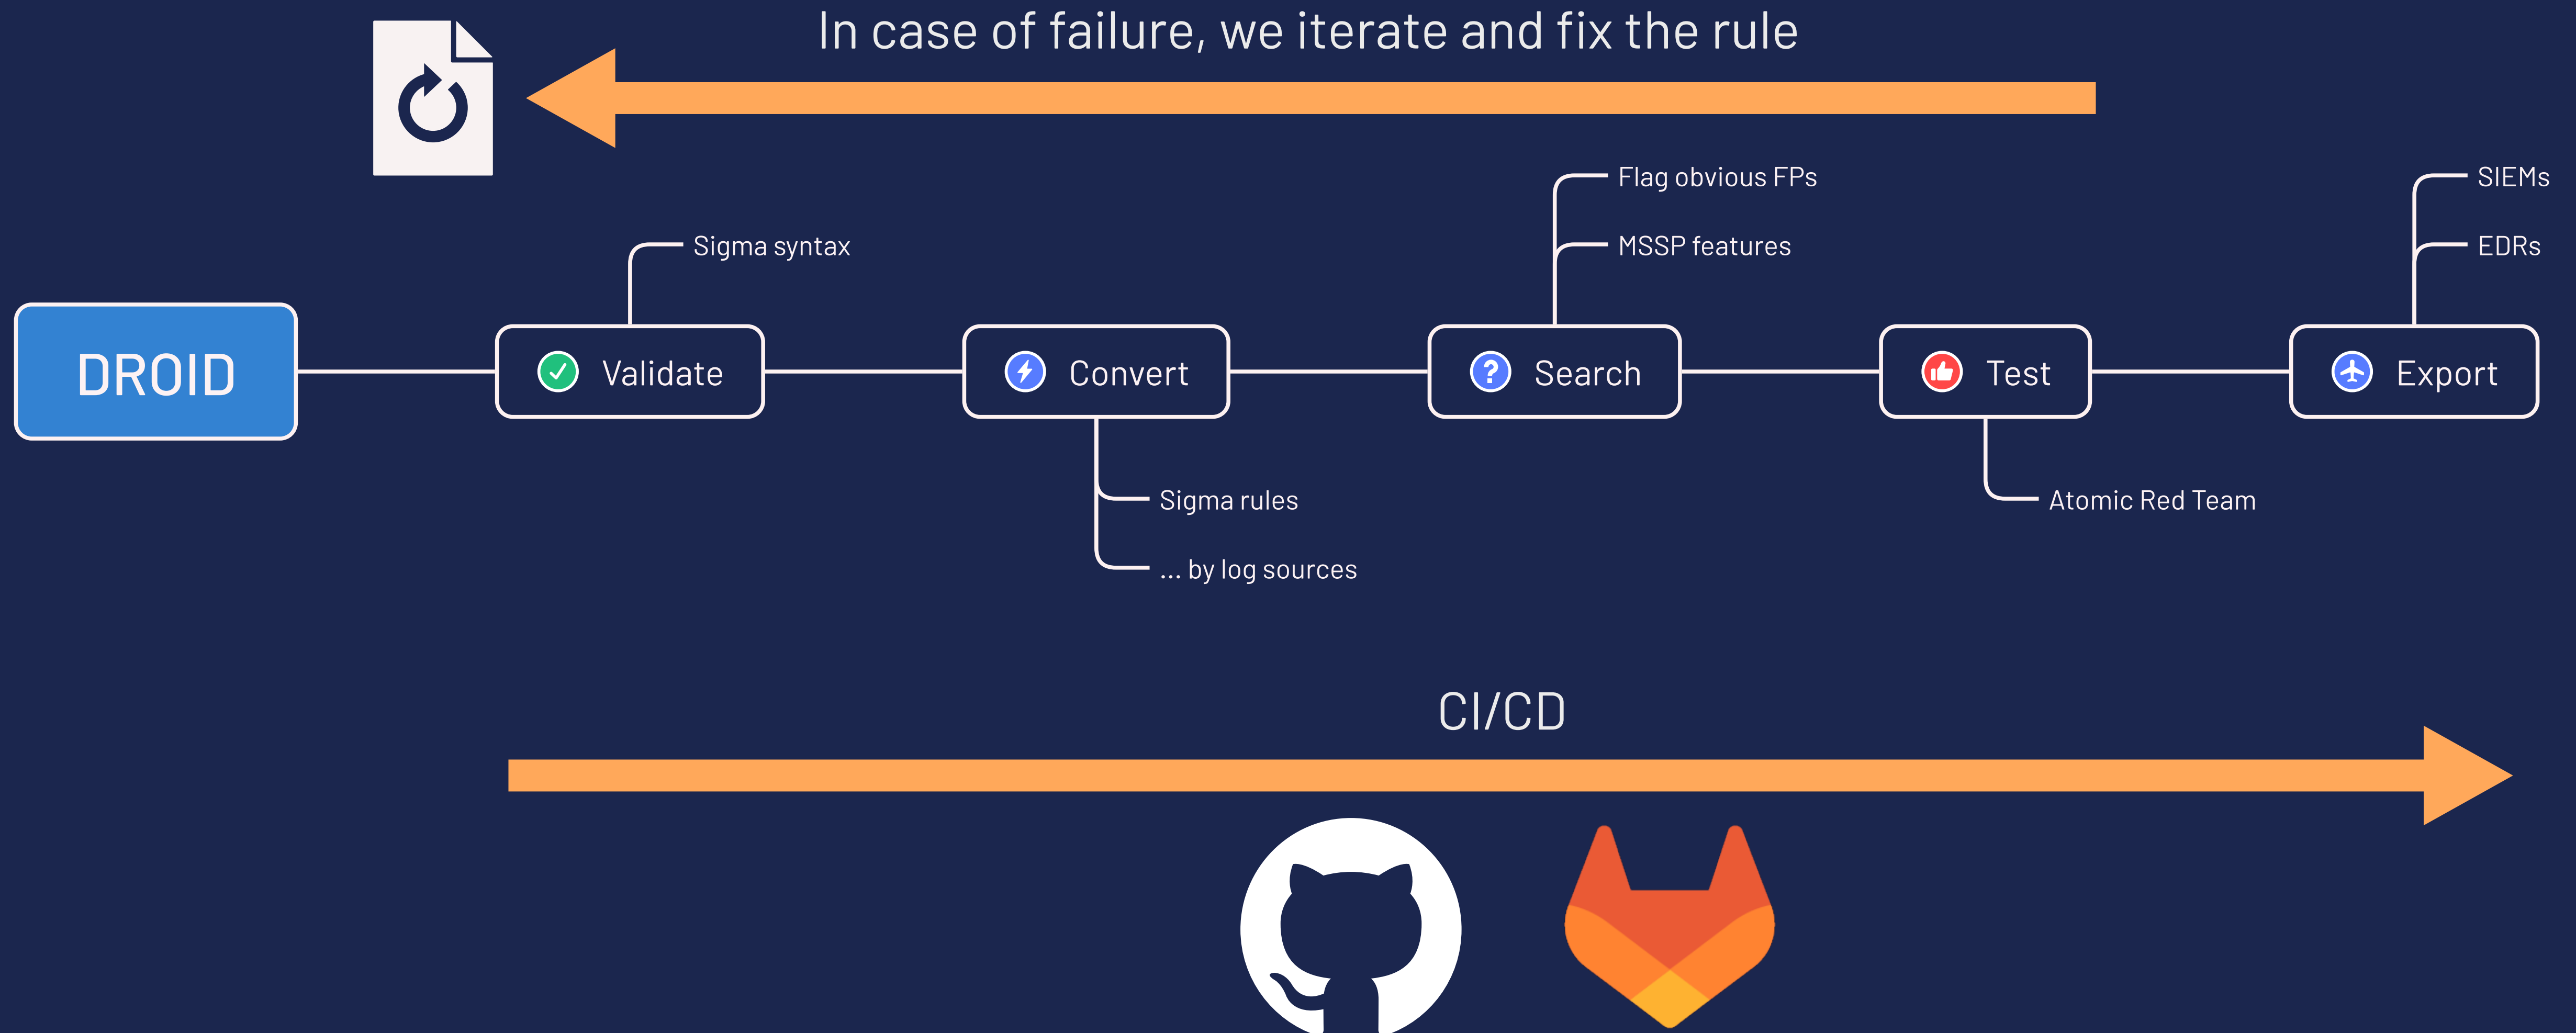 In case of failure, we iterate and fix the rule
Flag obvious FPs
SIEMs
Sigma syntax
MSSP features
EDRs
DROID
Validate
Convert
Search
Test
Export
Sigma rules
Atomic Red Team
... by log sources
CI/CD